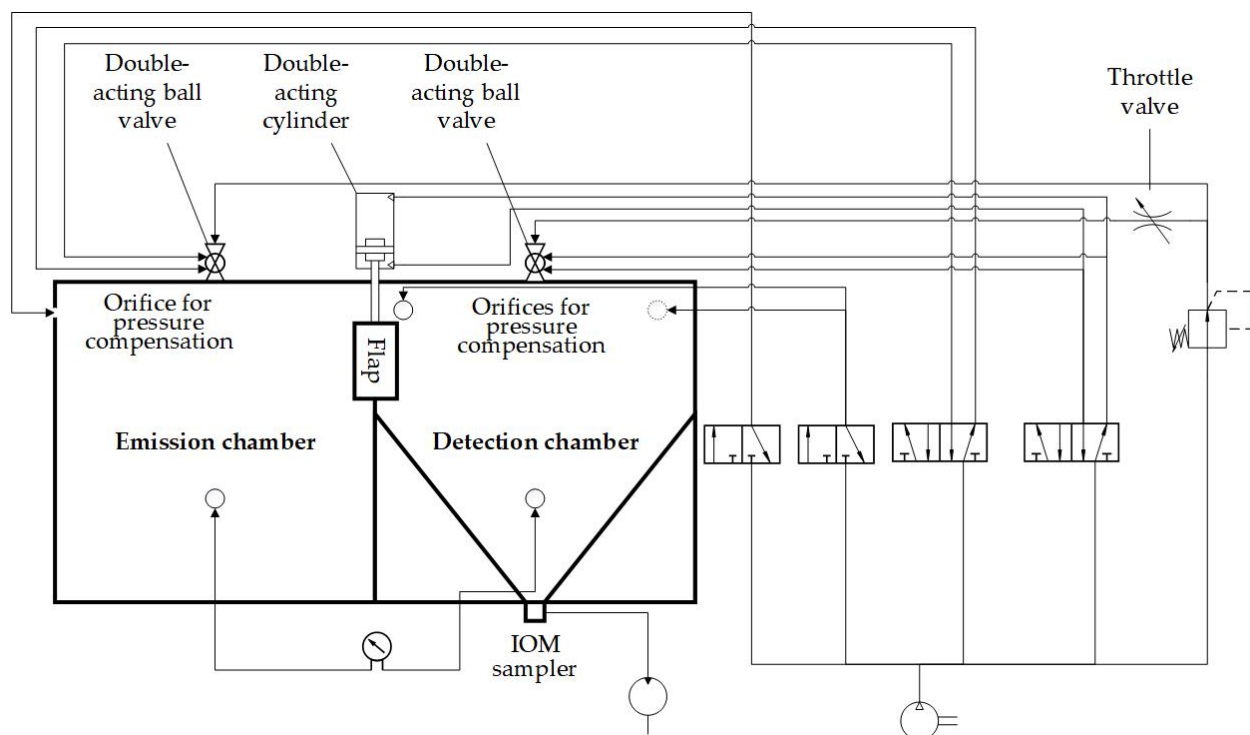 Double-
acting ball
valve
Double-
acting
cylinder
Double-
acting ball
valve
Throttle
valve
Orifice for
pressure
compensation
Orifices for
pressure
compensation
Flap
Emission chamber
Detection chamber
IOM
sampler